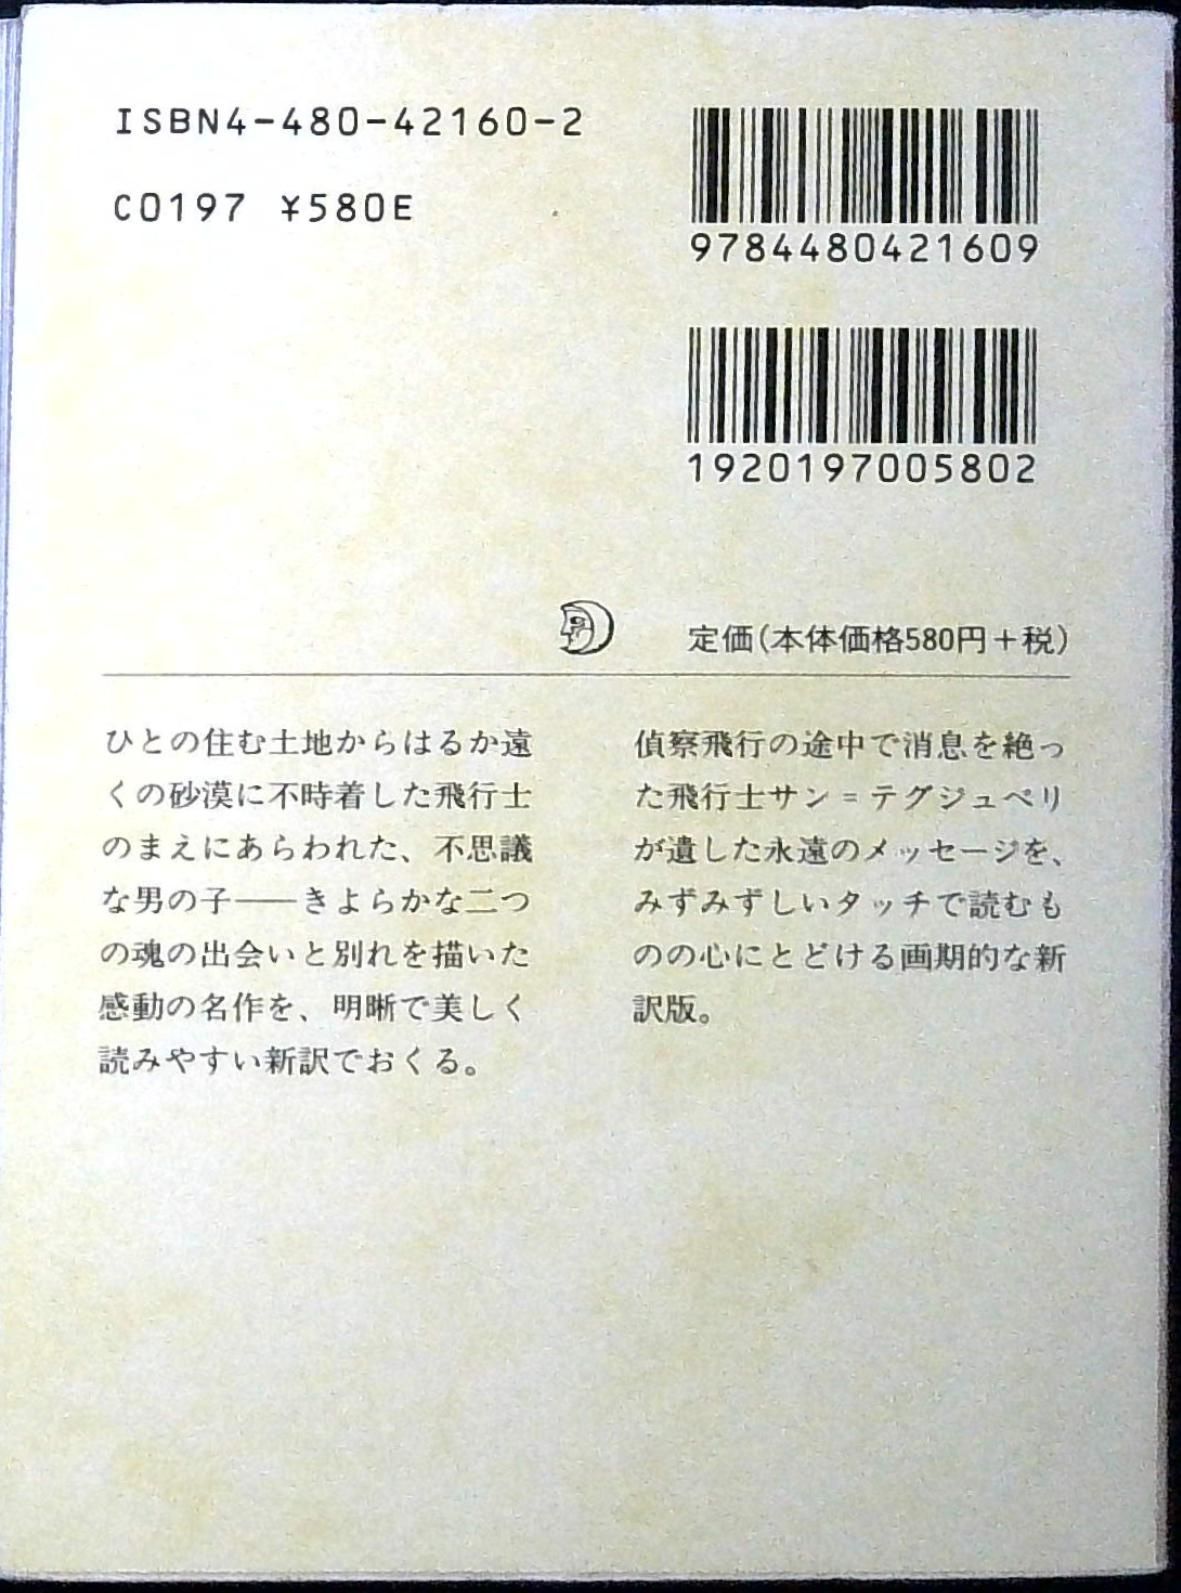 ISBN4-480-42160-2
C0197 ¥580E
9784480421609
1920197005802
定価(本体価格580円+税)
ひとの住む土地からはるか遠
くの砂漠に不時着した飛行士
のまえにあらわれた、不思議
な男の子――きよらかな二つ
の魂の出会いと別れを描いた
感動の名作を、明晰で美しく
読みやすい新訳でおくる。
偵察飛行の途中で消息を絶っ
た飛行士サン=テグジュペリ
が遺した永遠のメッセージを、
みずみずしいタッチで読むも
のの心にとどける画期的な新
訳版。